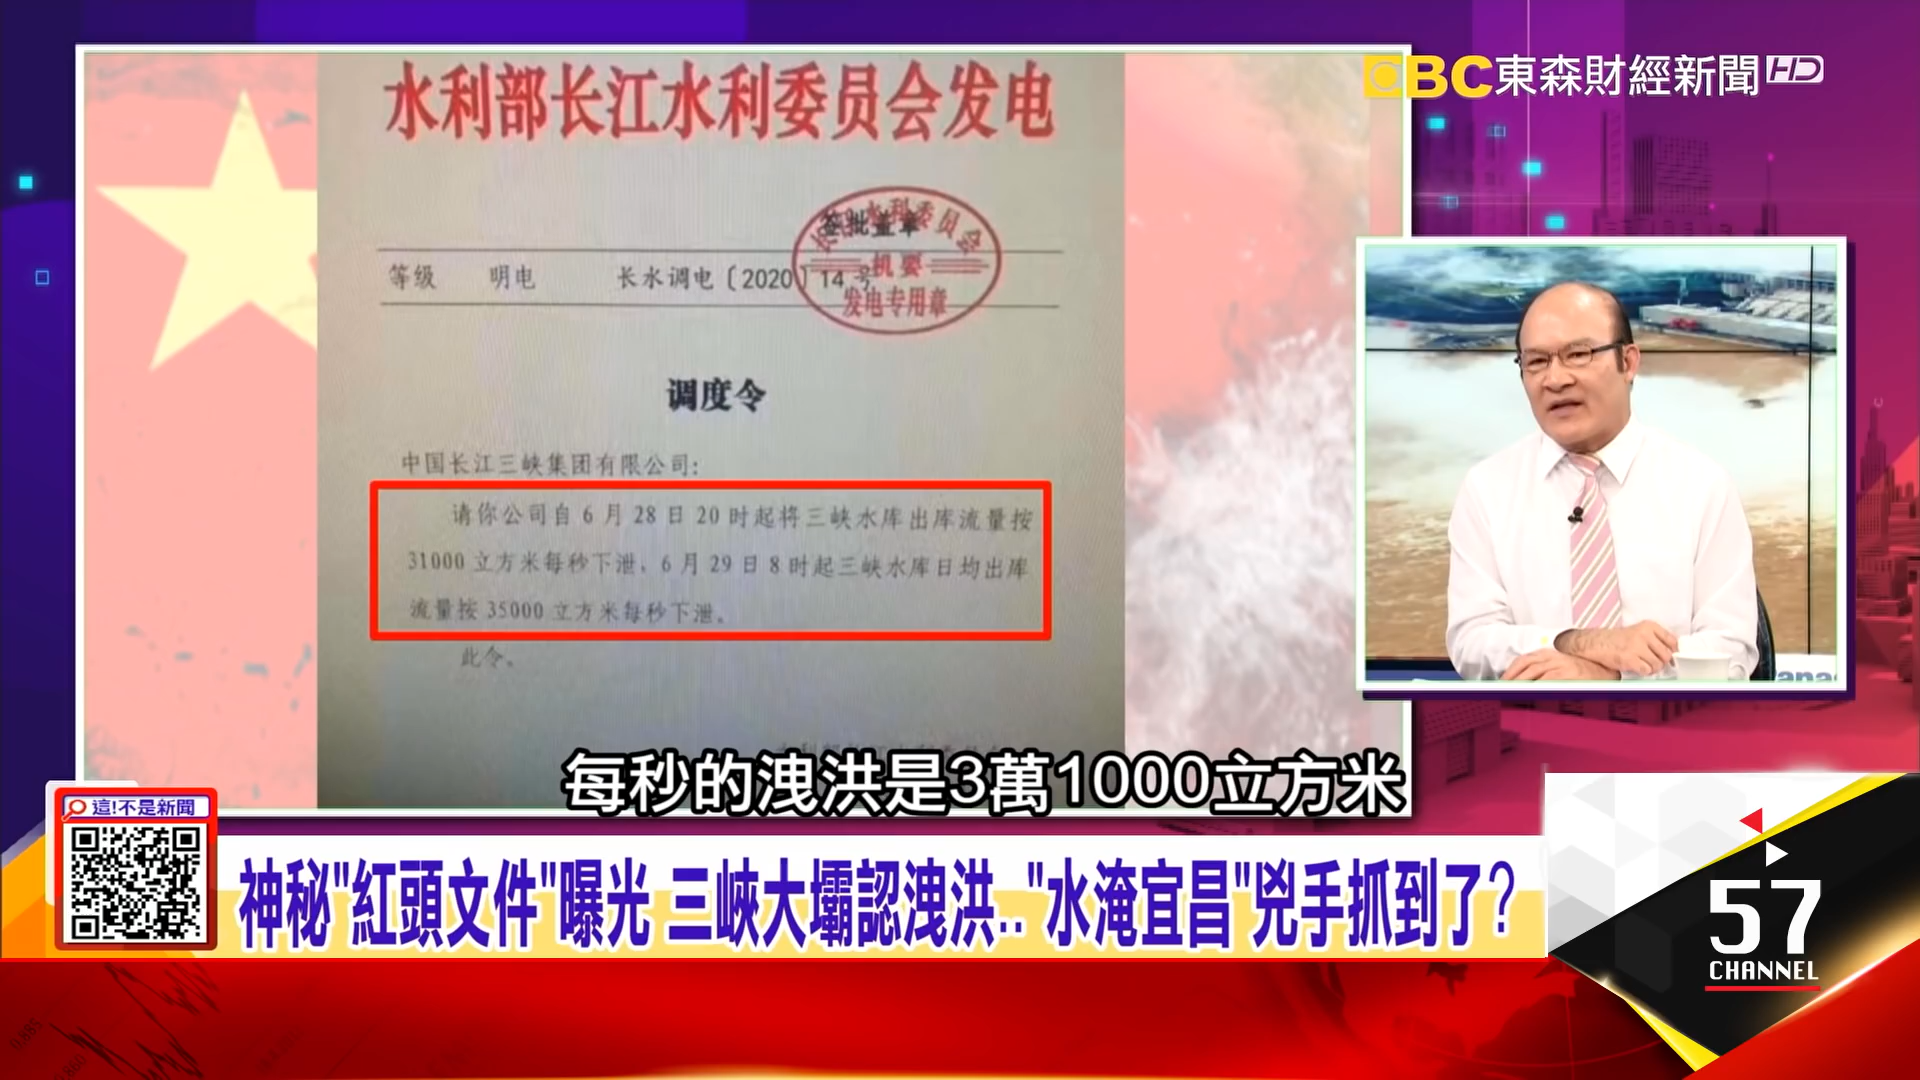 水利部长江水利委员会发电
EBC東森財經新聞HD
签批盖章
长江水利委员会
机要
发电专用章
等级 明电 长水调电〔2020〕14号
调度令
中国长江三峡集团有限公司:
请你公司自6月28日20时起将三峡水库出库流量按
31000立方米每秒下泄,6月29日8时起三峡水库日均出库
流量按35000立方米每秒下泄。
此令。
每秒的洩洪是3萬1000立方米
這!不是新聞
神秘"紅頭文件"曝光 三峽大壩認洩洪.."水淹宜昌"兇手抓到了?
57
CHANNEL